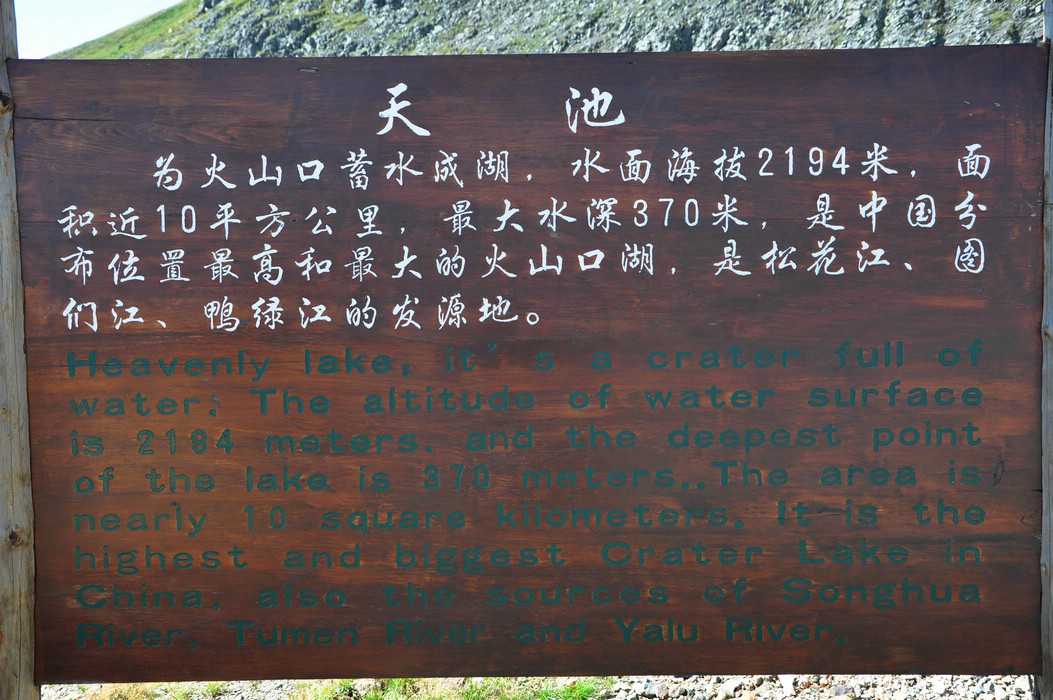 天 池
为火山口蓄水成湖，水面海拔2194米，面
积近10平方公里，最大水深370米，是中国分
布位置最高和最大的火山口湖，是松花江、图
们江、鸭绿江的发源地。
Heavenly lake, it's a crater full of
water. The altitude of water surface
is 2194 meters. and the deepest point
of the lake is 370 meters..The area is
nearly 10 square kilometers. It is the
highest and biggest Crater Lake in
China, also the sources of Songhua
River, Tumen River and Yalu River.